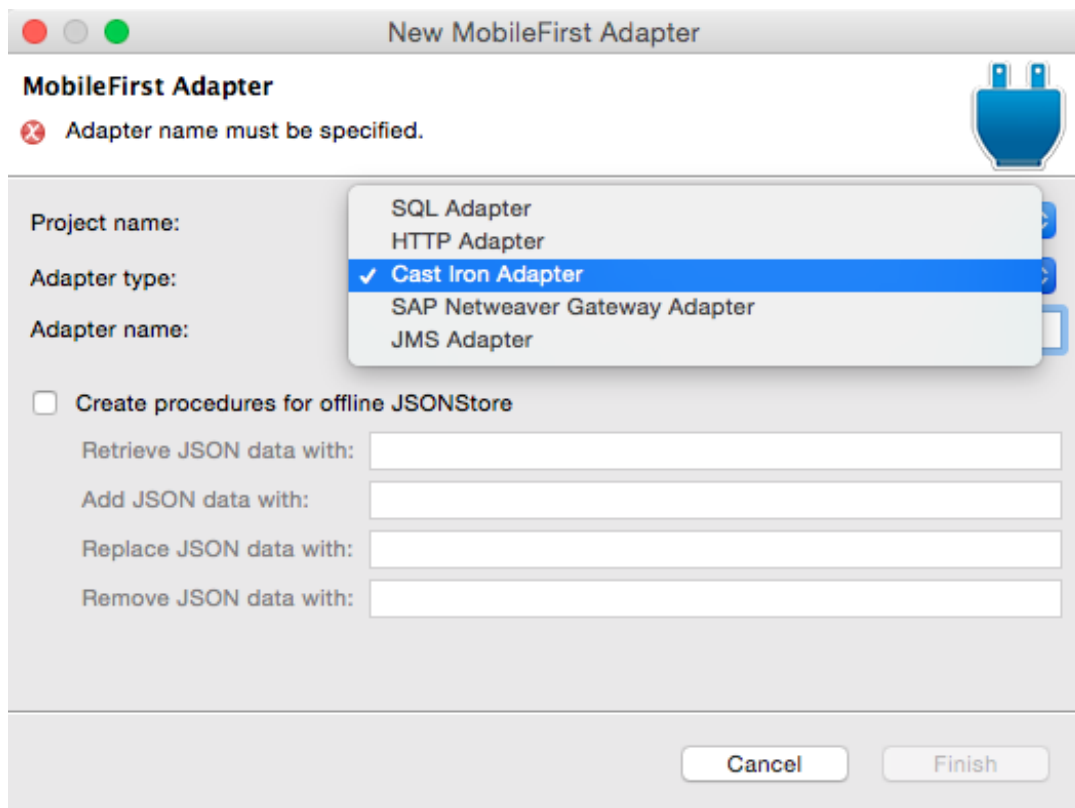 New MobileFirst Adapter
MobileFirst Adapter
Adapter name must be specified.
Project name:
SQL Adapter
HTTP Adapter
Adapter type:
✓ Cast Iron Adapter
SAP Netweaver Gateway Adapter
Adapter name:
JMS Adapter
Create procedures for offline JSONStore
Retrieve JSON data with:
Add JSON data with:
Replace JSON data with:
Remove JSON data with:
Cancel
Finish